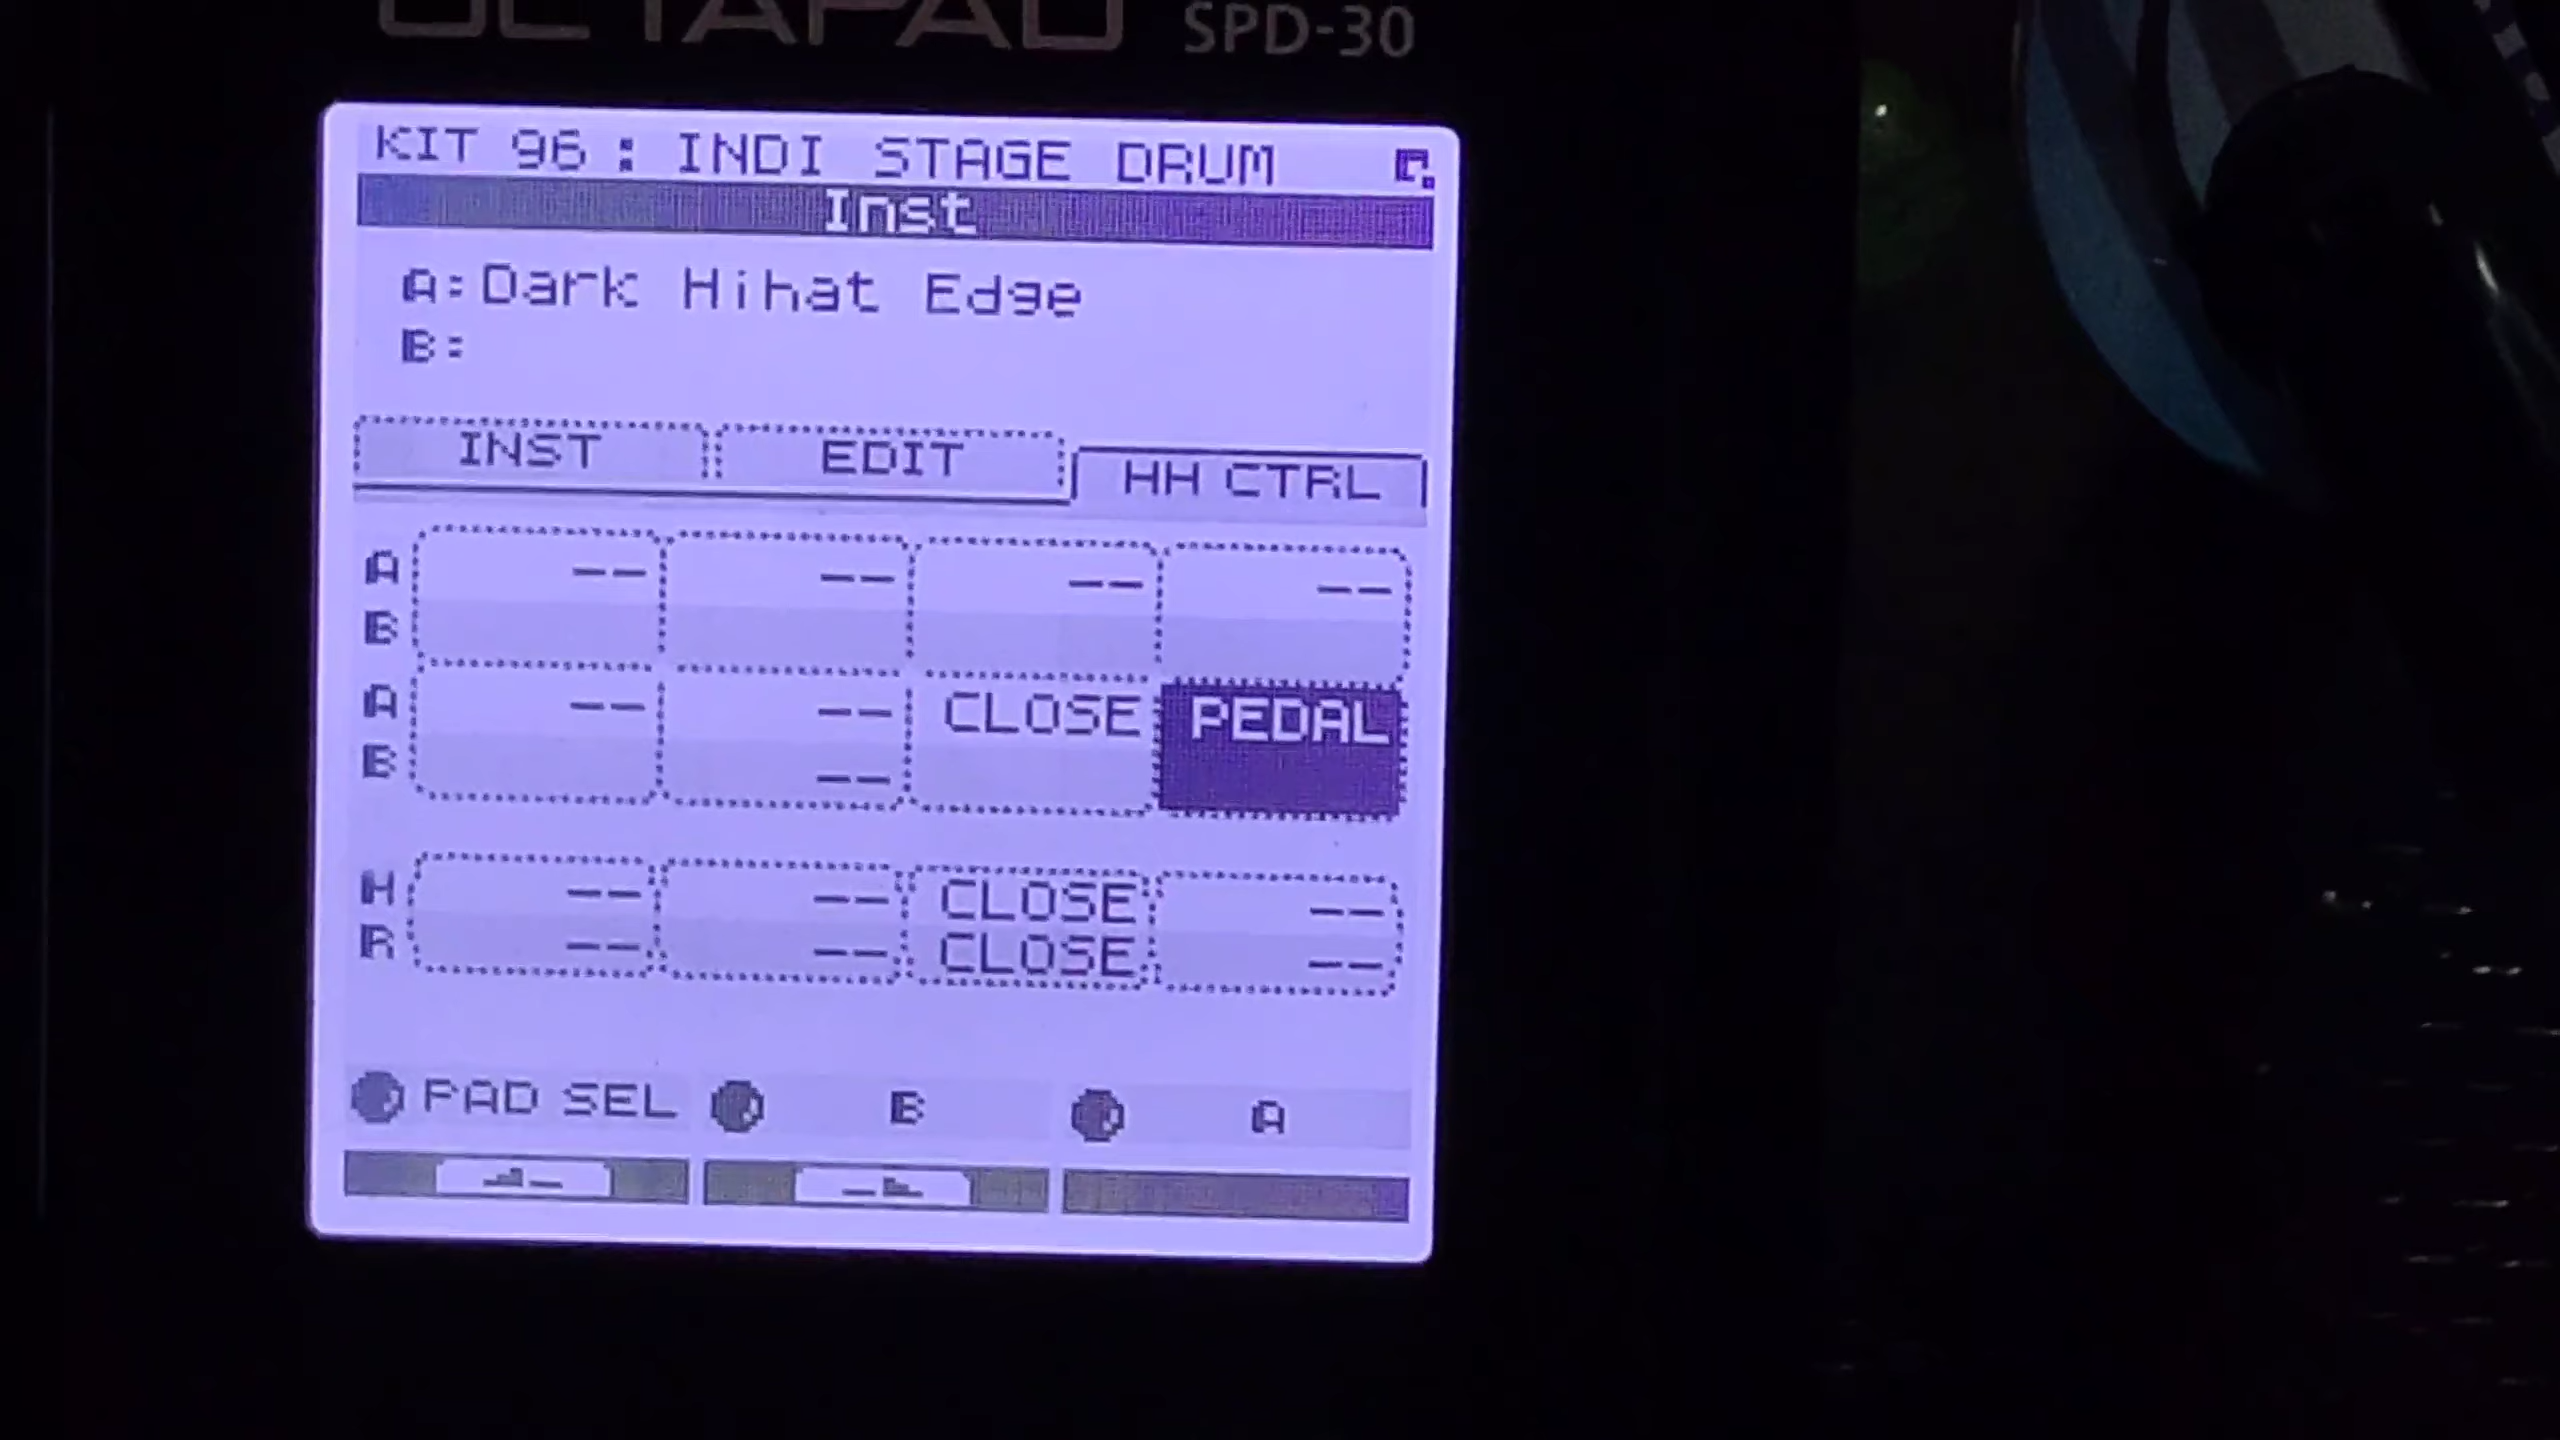 OCTAPAD SPD-30
KIT 96 : INDI STAGE DRUM
Inst
A:Dark Hihat Edge
B:
INST EDIT HH CTRL
A -- -- -- --
B
A -- -- CLOSE PEDAL
B --
H -- -- CLOSE --
R -- -- CLOSE --
PAD SEL B A